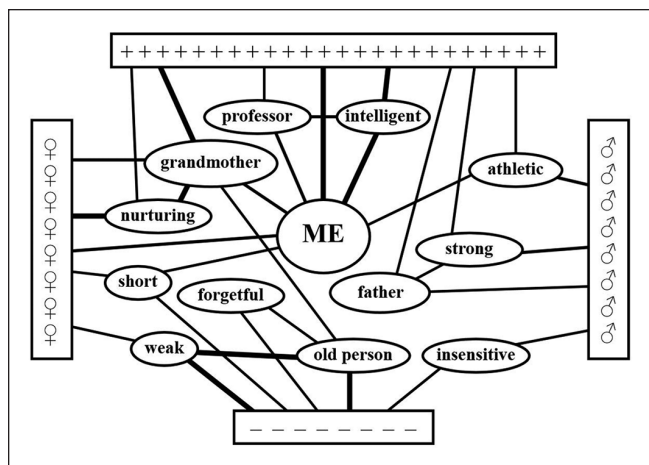 +++++++++++++++++++++++++
professor
intelligent
grandmother
athletic
nurturing
♀♀♀♀♀♀♀♀
♂♂♂♂♂♂♂♂
ME
strong
short
forgetful
father
weak
old person
insensitive
– – – – – – – –